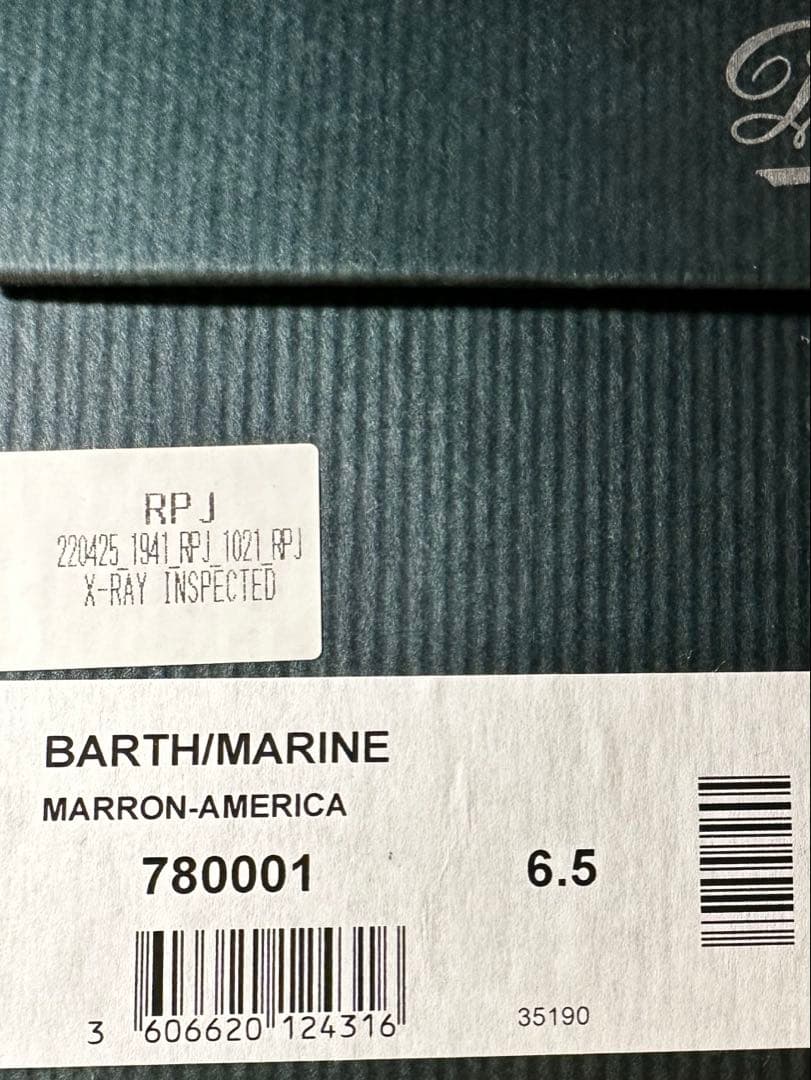 RPJ
220425_1941_RPJ_1021_RPJ
X-RAY INSPECTED
BARTH/MARINE
MARRON-AMERICA
780001
6.5
3 606620 124316
35190